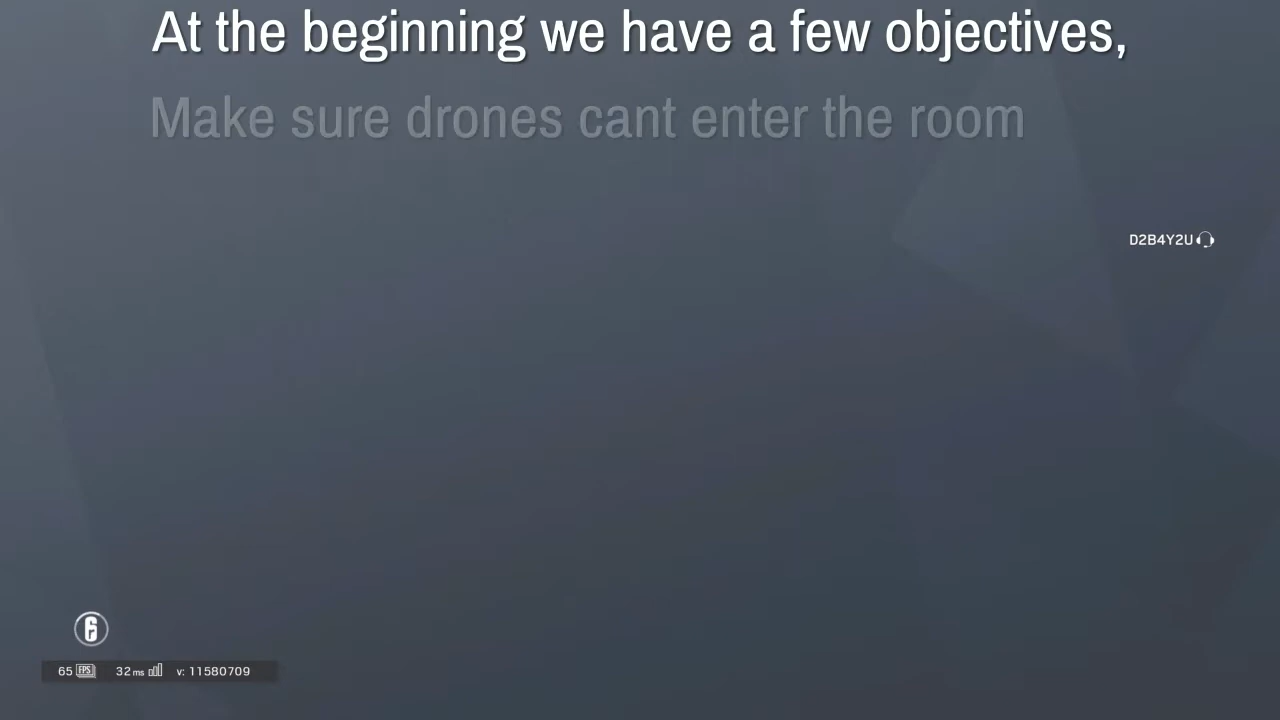 At the beginning we have a few objectives,
Make sure drones cant enter the room
D2B4Y2U
65 FPS 32 ms v: 11580709